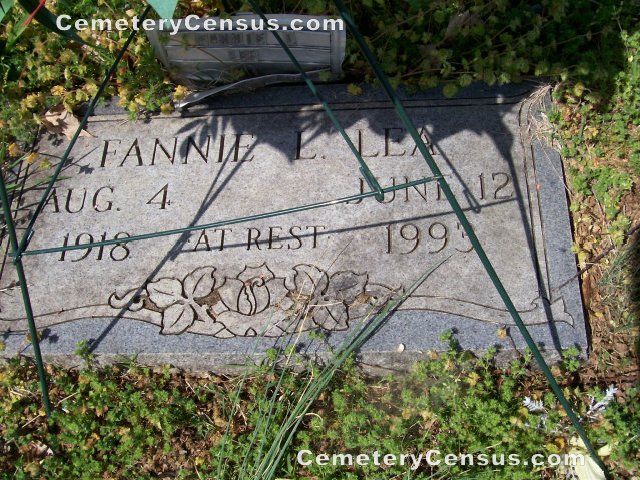 CemeteryCensus.com
FANNIE L. LEA
AUG. 4 JUNE 12
1918 AT REST 1993
CemeteryCensus.com